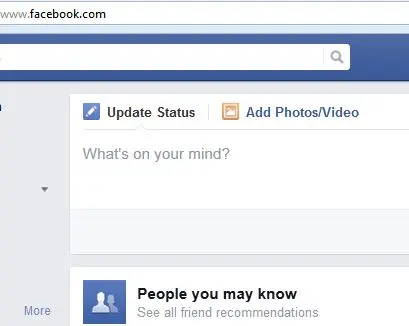 www.facebook.com
Update Status Add Photos/Video
What's on your mind?
People you may know
See all friend recommendations
More